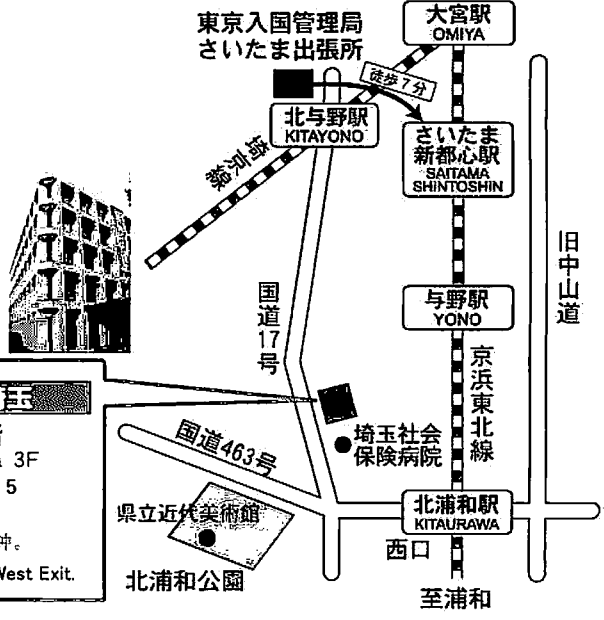 東京入国管理局
さいたま出張所
大宮駅
OMIYA
徒歩7分
北与野駅
KITAYONO
さいたま
新都心駅
SAITAMA
SHINTOSHIN
埼京線
旧中山道
国道17号
与野駅
YONO
京浜東北線
玉
3F
5
埼玉社会
保険病院
国道463号
県立近代美術館
北浦和駅
KITAURAWA
西口
West Exit.
北浦和公園
至浦和